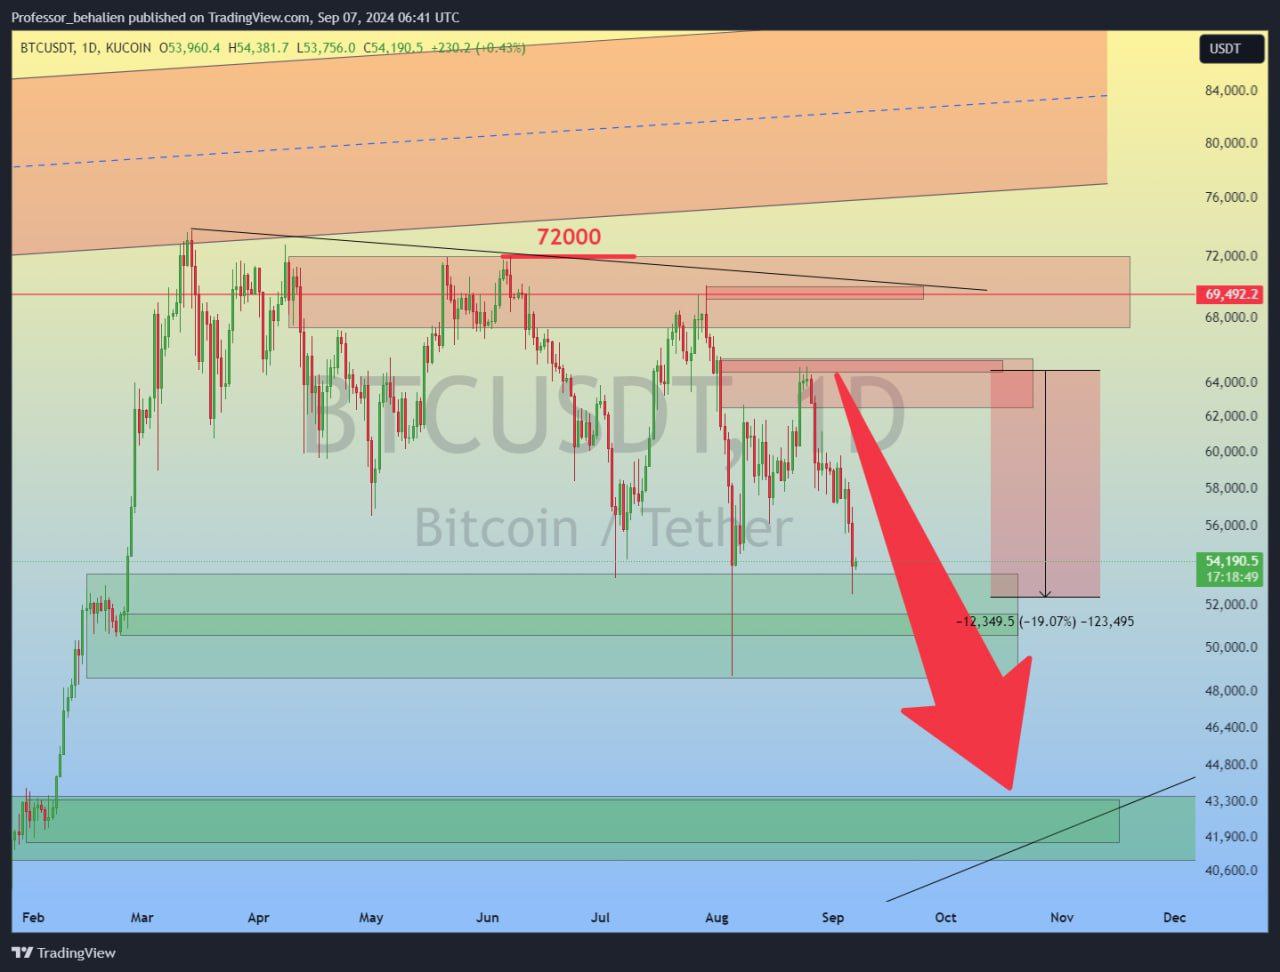 Professor_behalien published on TradingView.com, Sep 07, 2024 06:41 UTC
BTCUSDT, 1D, KUCOIN O53,960.4 H54,381.7 L53,756.0 C54,190.5 +230.2 (+0.43%)
USDT
84,000.0
80,000.0
76,000.0
72000
72,000.0
69,492.2
68,000.0
64,000.0
BTCUSDT, 1D
62,000.0
60,000.0
58,000.0
Bitcoin / Tether
56,000.0
54,190.5
17:18:49
52,000.0
−12,349.5 (−19.07%) −123,495
50,000.0
48,000.0
46,400.0
44,800.0
43,300.0
41,900.0
40,600.0
Feb Mar Apr May Jun Jul Aug Sep Oct Nov Dec
TradingView